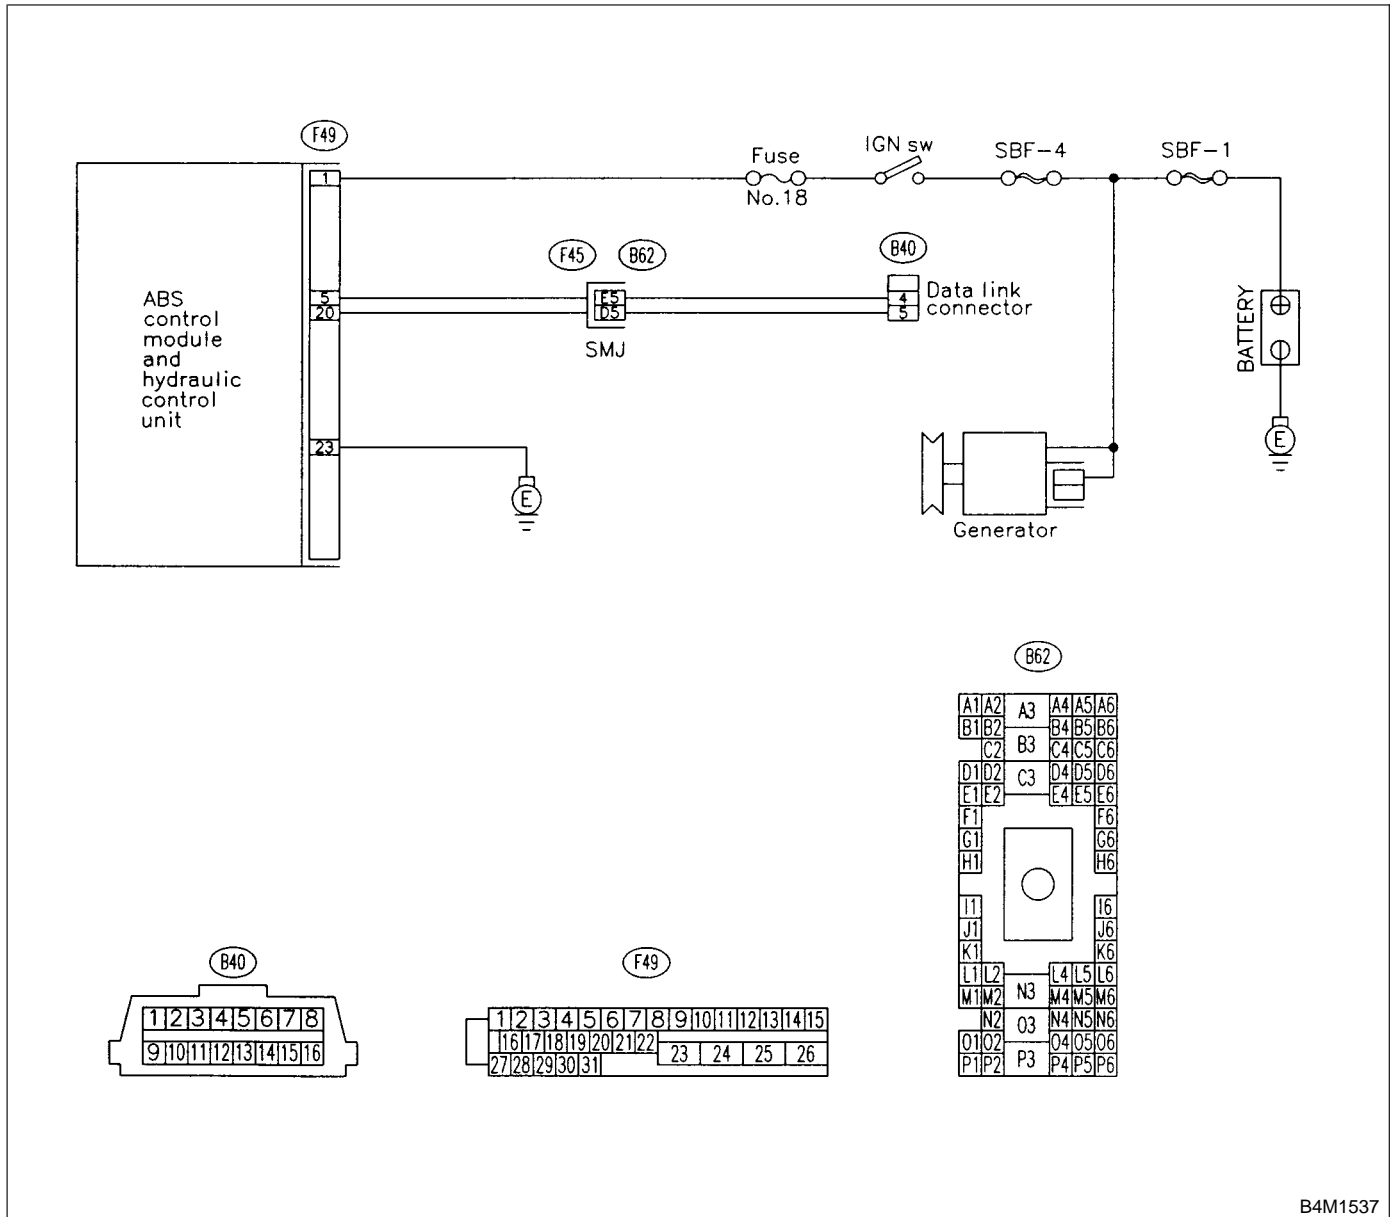 F49
1
Fuse
No.18
IGN sw
SBF-4
SBF-1
F45
B62
B40
5
20
E5
D5
SMJ
4
5
Data link
connector
ABS
control
module
and
hydraulic
control
unit
BATTERY
23
E
E
Generator
B62
A1 A2 A3 A4 A5 A6
B1 B2 B4 B5 B6
B3
C2 C4 C5 C6
D1 D2 C3 D4 D5 D6
E1 E2 E4 E5 E6
F1 F6
G1 G6
H1 H6
I1 I6
J1 J6
K1 K6
L1 L2 L4 L5 L6
N3
M1 M2 M4 M5 M6
N2 O3 N4 N5 N6
O1 O2 O4 O5 O6
P3
P1 P2 P4 P5 P6
B40
1 2 3 4 5 6 7 8
9 10 11 12 13 14 15 16
F49
1 2 3 4 5 6 7 8 9 10 11 12 13 14 15
16 17 18 19 20 21 22
23 24 25 26
27 28 29 30 31
B4M1537